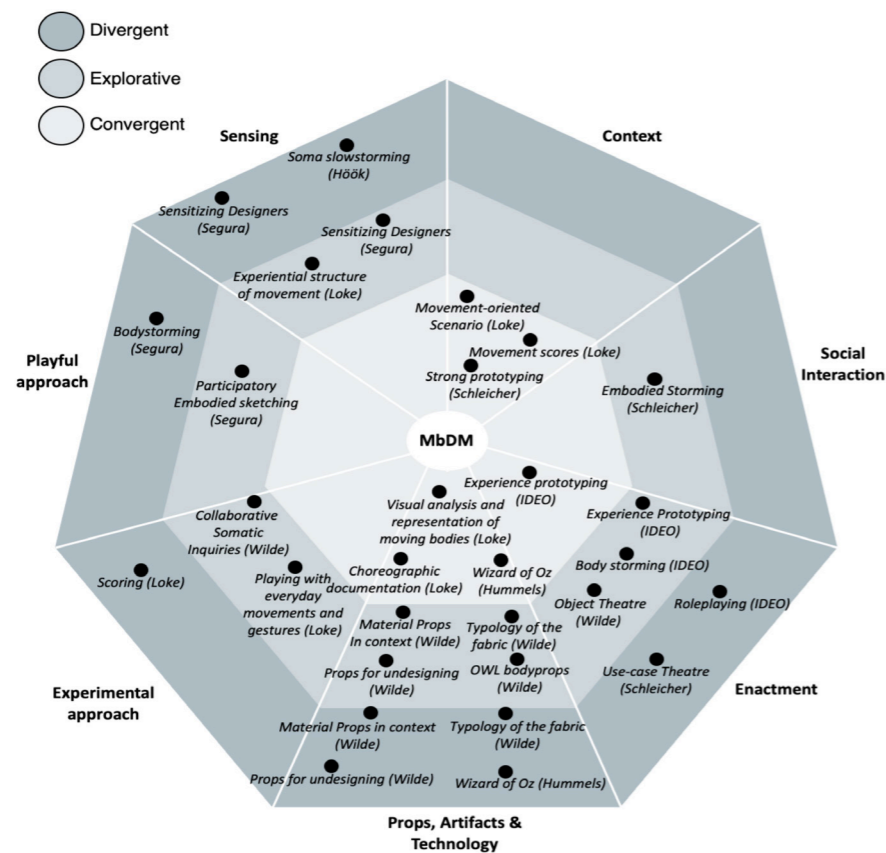 Divergent
Explorative
Convergent
Sensing
Context
Soma slowstorming
(Höök)
Sensitizing Designers
(Segura)
Sensitizing Designers
(Segura)
Experiential structure
of movement (Loke)
Movement-oriented
Scenario (Loke)
Movement scores (Loke)
Strong prototyping
(Schleicher)
Bodystorming
(Segura)
Playful
approach
Participatory
Embodied sketching
(Segura)
Social
Interaction
Embodied Storming
(Schleicher)
MbDM
Experience prototyping
(IDEO)
Visual analysis and
representation of
moving bodies (Loke)
Experience Prototyping
(IDEO)
Collaborative
Somatic
Inquiries (Wilde)
Body storming (IDEO)
Scoring (Loke)
Playing with
everyday
movements and
gestures (Loke)
Choreographic
documentation (Loke)
Wizard of Oz
(Hummels)
Object Theatre
(Wilde)
Roleplaying (IDEO)
Material Props
In context (Wilde)
Typology of the
fabric (Wilde)
Props for undesigning
(Wilde)
OWL bodyprops
(Wilde)
Use-case Theatre
(Schleicher)
Experimental
approach
Enactment
Material Props in context
(Wilde)
Typology of the fabric
(Wilde)
Props for undesigning (Wilde)
Wizard of Oz (Hummels)
Props, Artifacts &
Technology